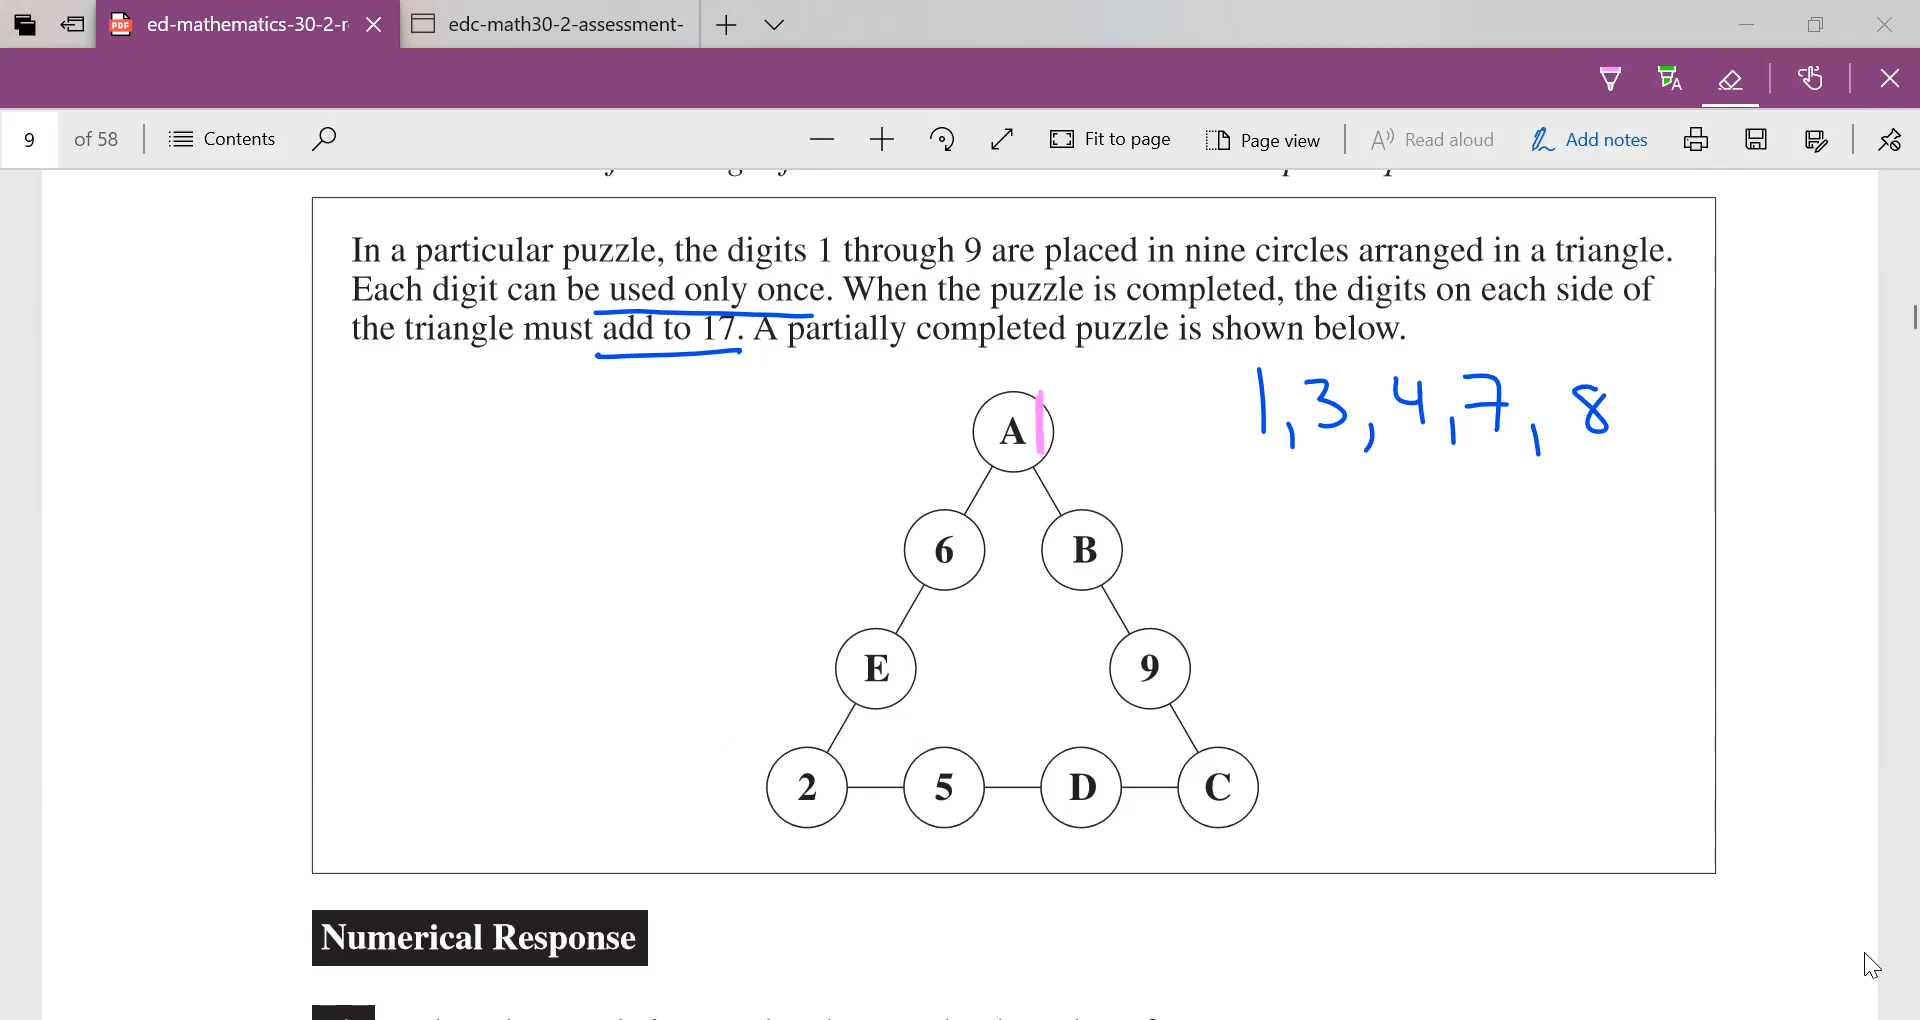 ed-mathematics-30-2-r
edc-math30-2-assessment-
9 of 58
Contents
Fit to page
Page view
Read aloud
Add notes
In a particular puzzle, the digits 1 through 9 are placed in nine circles arranged in a triangle.
Each digit can be used only once. When the puzzle is completed, the digits on each side of
the triangle must add to 17. A partially completed puzzle is shown below.
1, 3, 4, 7, 8
A
6 B
E 9
2 5 D C
Numerical Response